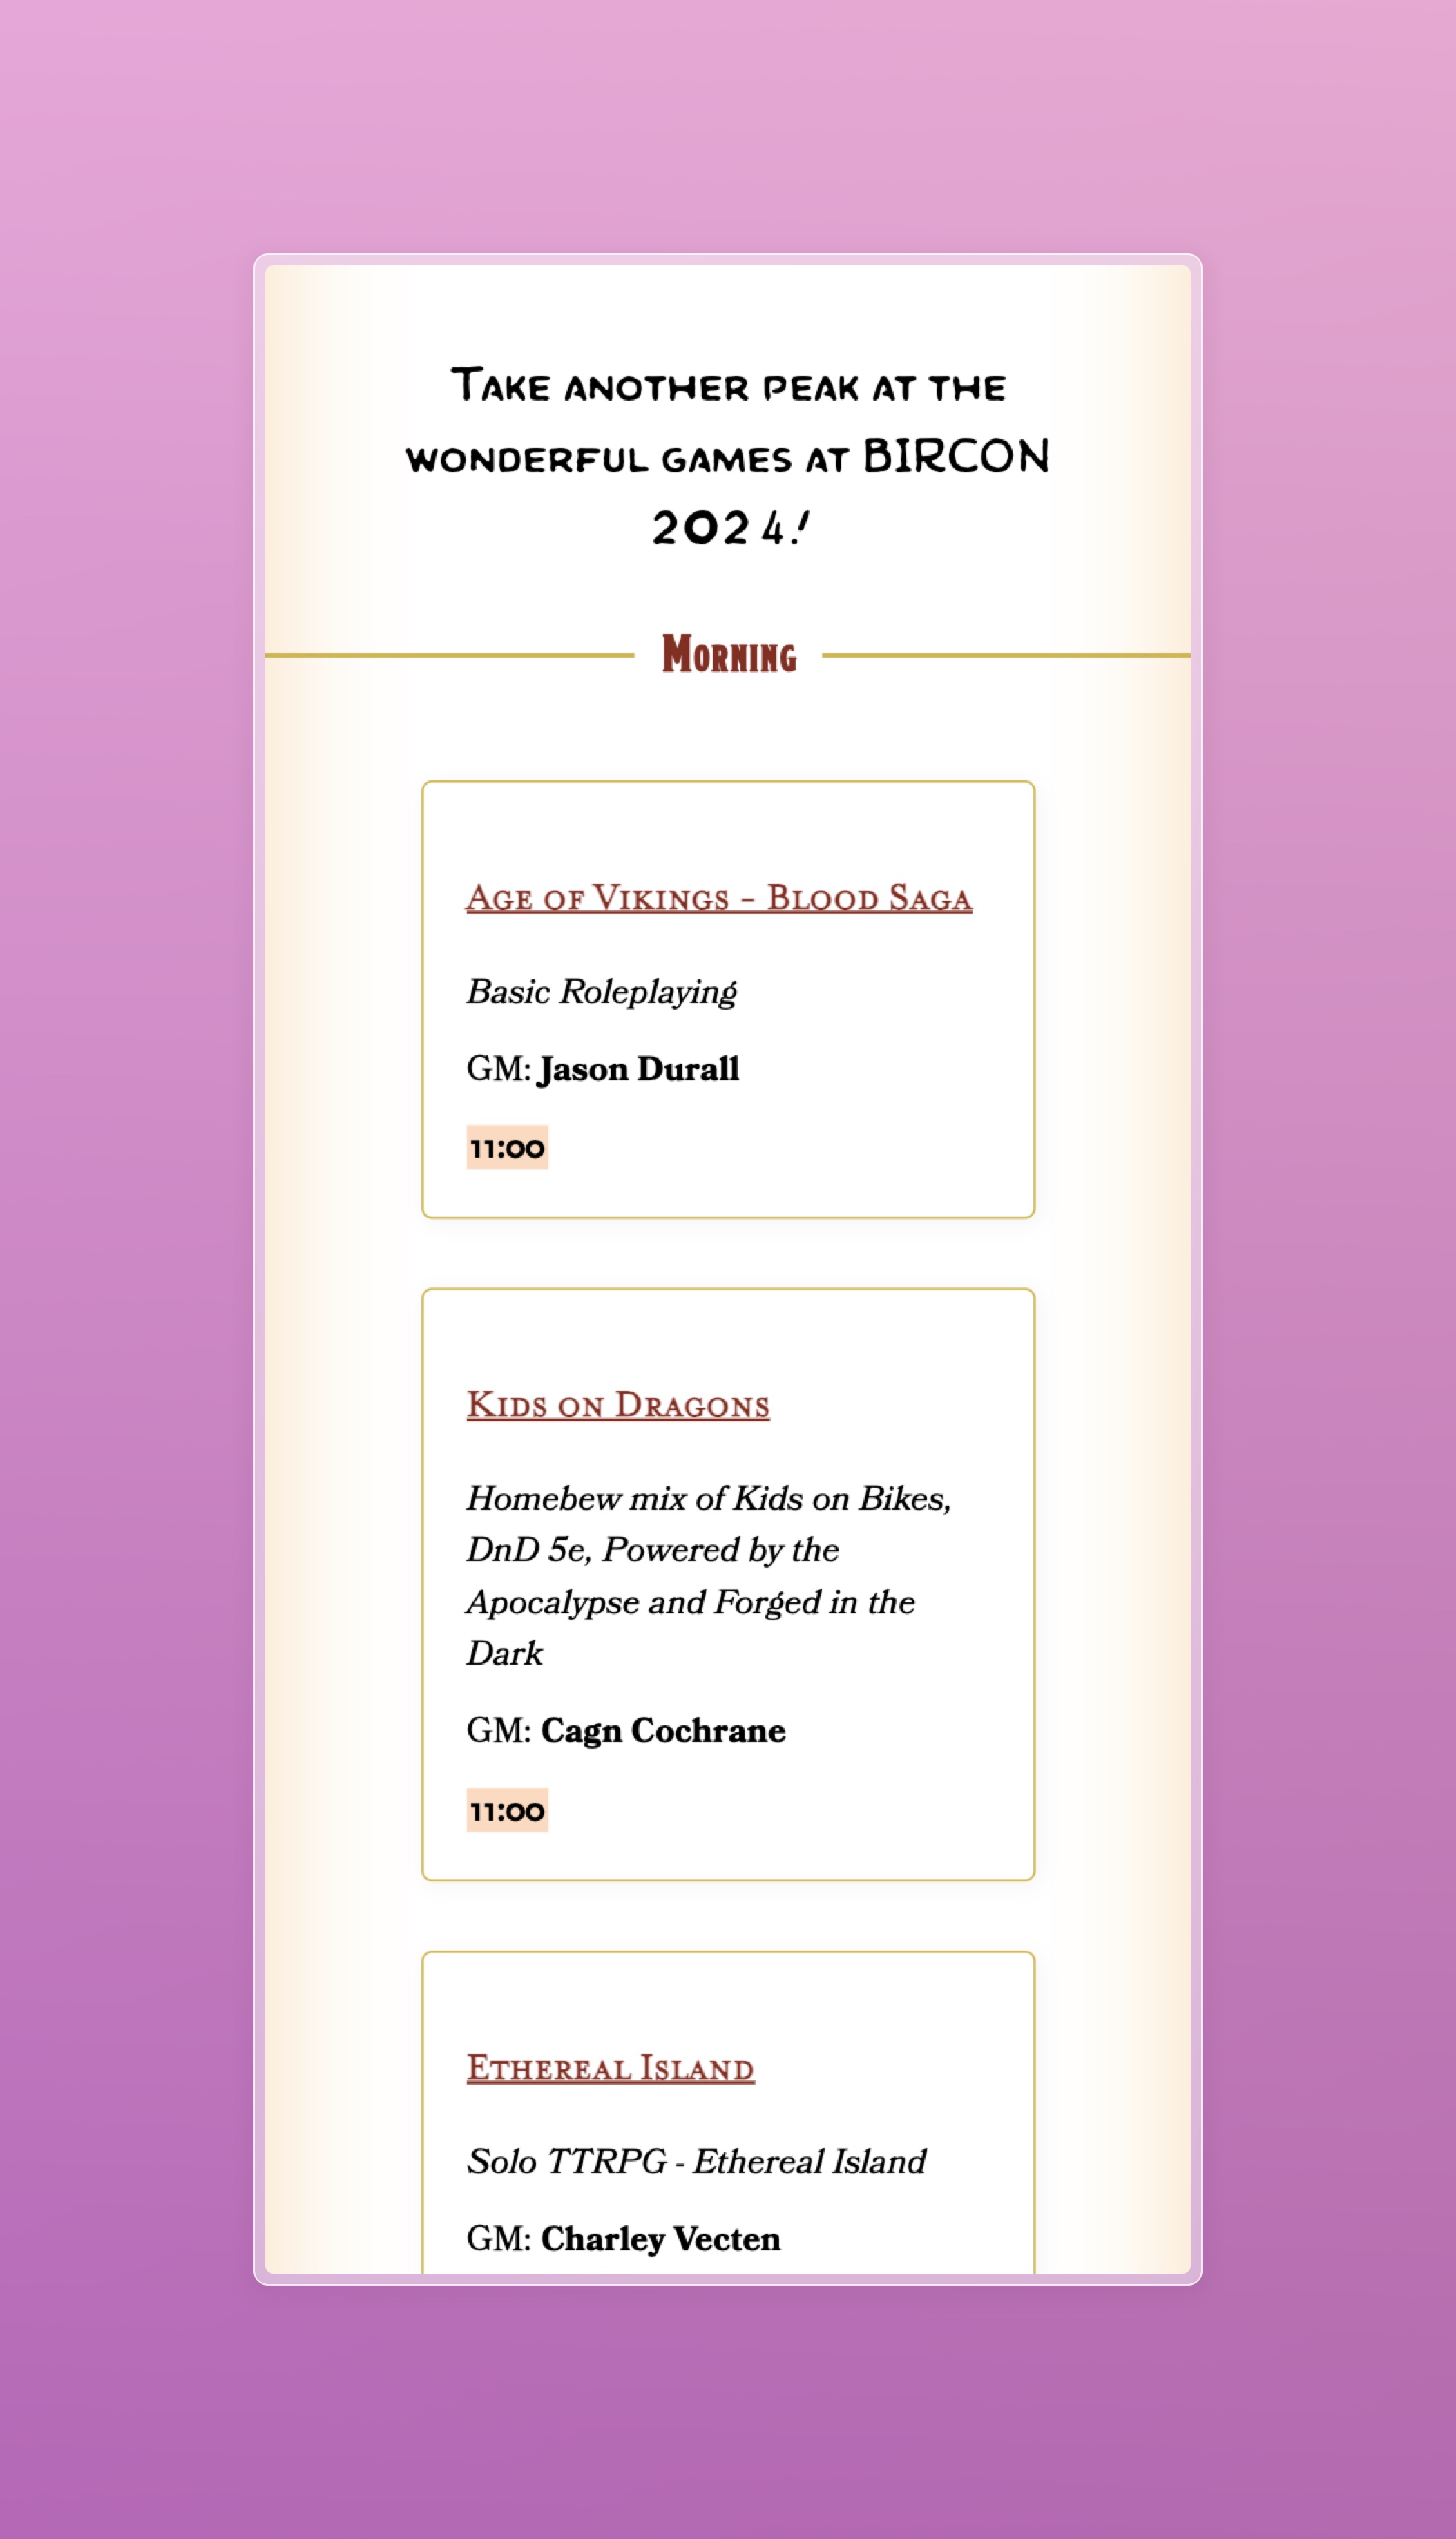 Take another peak at the
wonderful games at BIRCON
2024!
Morning
Age of Vikings - Blood Saga
Basic Roleplaying
GM: Jason Durall
11:00
Kids on Dragons
Homebew mix of Kids on Bikes,
DnD 5e, Powered by the
Apocalypse and Forged in the
Dark
GM: Cagn Cochrane
11:00
Ethereal Island
Solo TTRPG - Ethereal Island
GM: Charley Vecten